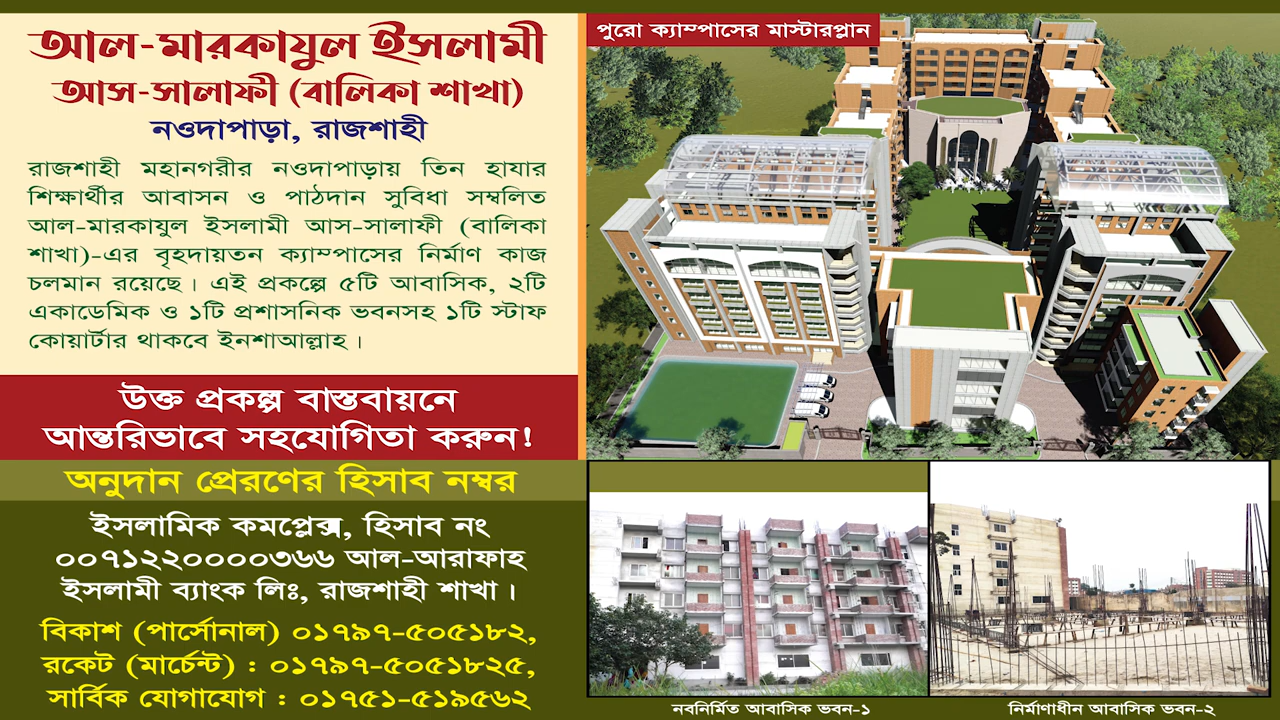 আল-মারকাযুল ইসলামী
আস-সালাফী (বালিকা শাখা)
নওদাপাড়া, রাজশাহী
রাজশাহী মহানগরীর নওদাপাড়ায় তিন হাযার
শিক্ষার্থীর আবাসন ও পাঠদান সুবিধা সম্বলিত
আল-মারকাযুল ইসলামী আস-সালাফী (বালিকা
শাখা)-এর বৃহদায়তন ক্যাম্পাসের নির্মাণ কাজ
চলমান রয়েছে। এই প্রকল্পে ৫টি আবাসিক, ২টি
একাডেমিক ও ১টি প্রশাসনিক ভবনসহ ১টি স্টাফ
কোয়ার্টার থাকবে ইনশাআল্লাহ।
উক্ত প্রকল্প বাস্তবায়নে
আন্তরিভাবে সহযোগিতা করুন!
অনুদান প্রেরণের হিসাব নম্বর
ইসলামিক কমপ্লেক্স, হিসাব নং
০০৭১২২০০০০৩৬৬ আল-আরাফাহ
ইসলামী ব্যাংক লিঃ, রাজশাহী শাখা।
বিকাশ (পার্সোনাল) ০১৭৯৭-৫০৫১৮২,
রকেট (মার্চেন্ট) : ০১৭৯৭-৫০৫১৮২৫,
সার্বিক যোগাযোগ : ০১৭৫১-৫১৯৫৬২
পুরো ক্যাম্পাসের মাস্টারপ্লান
নবনির্মিত আবাসিক ভবন-১
নির্মাণাধীন আবাসিক ভবন-২